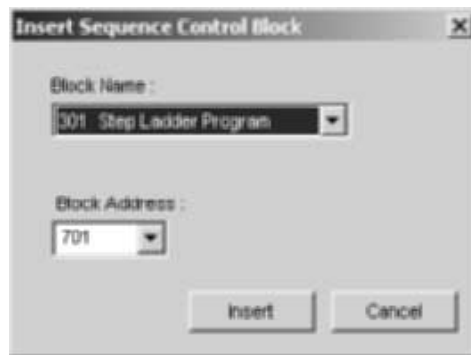 Insert Sequence Control Block
Block Name :
301 Step Ladder Program
Block Address :
701
Insert
Cancel